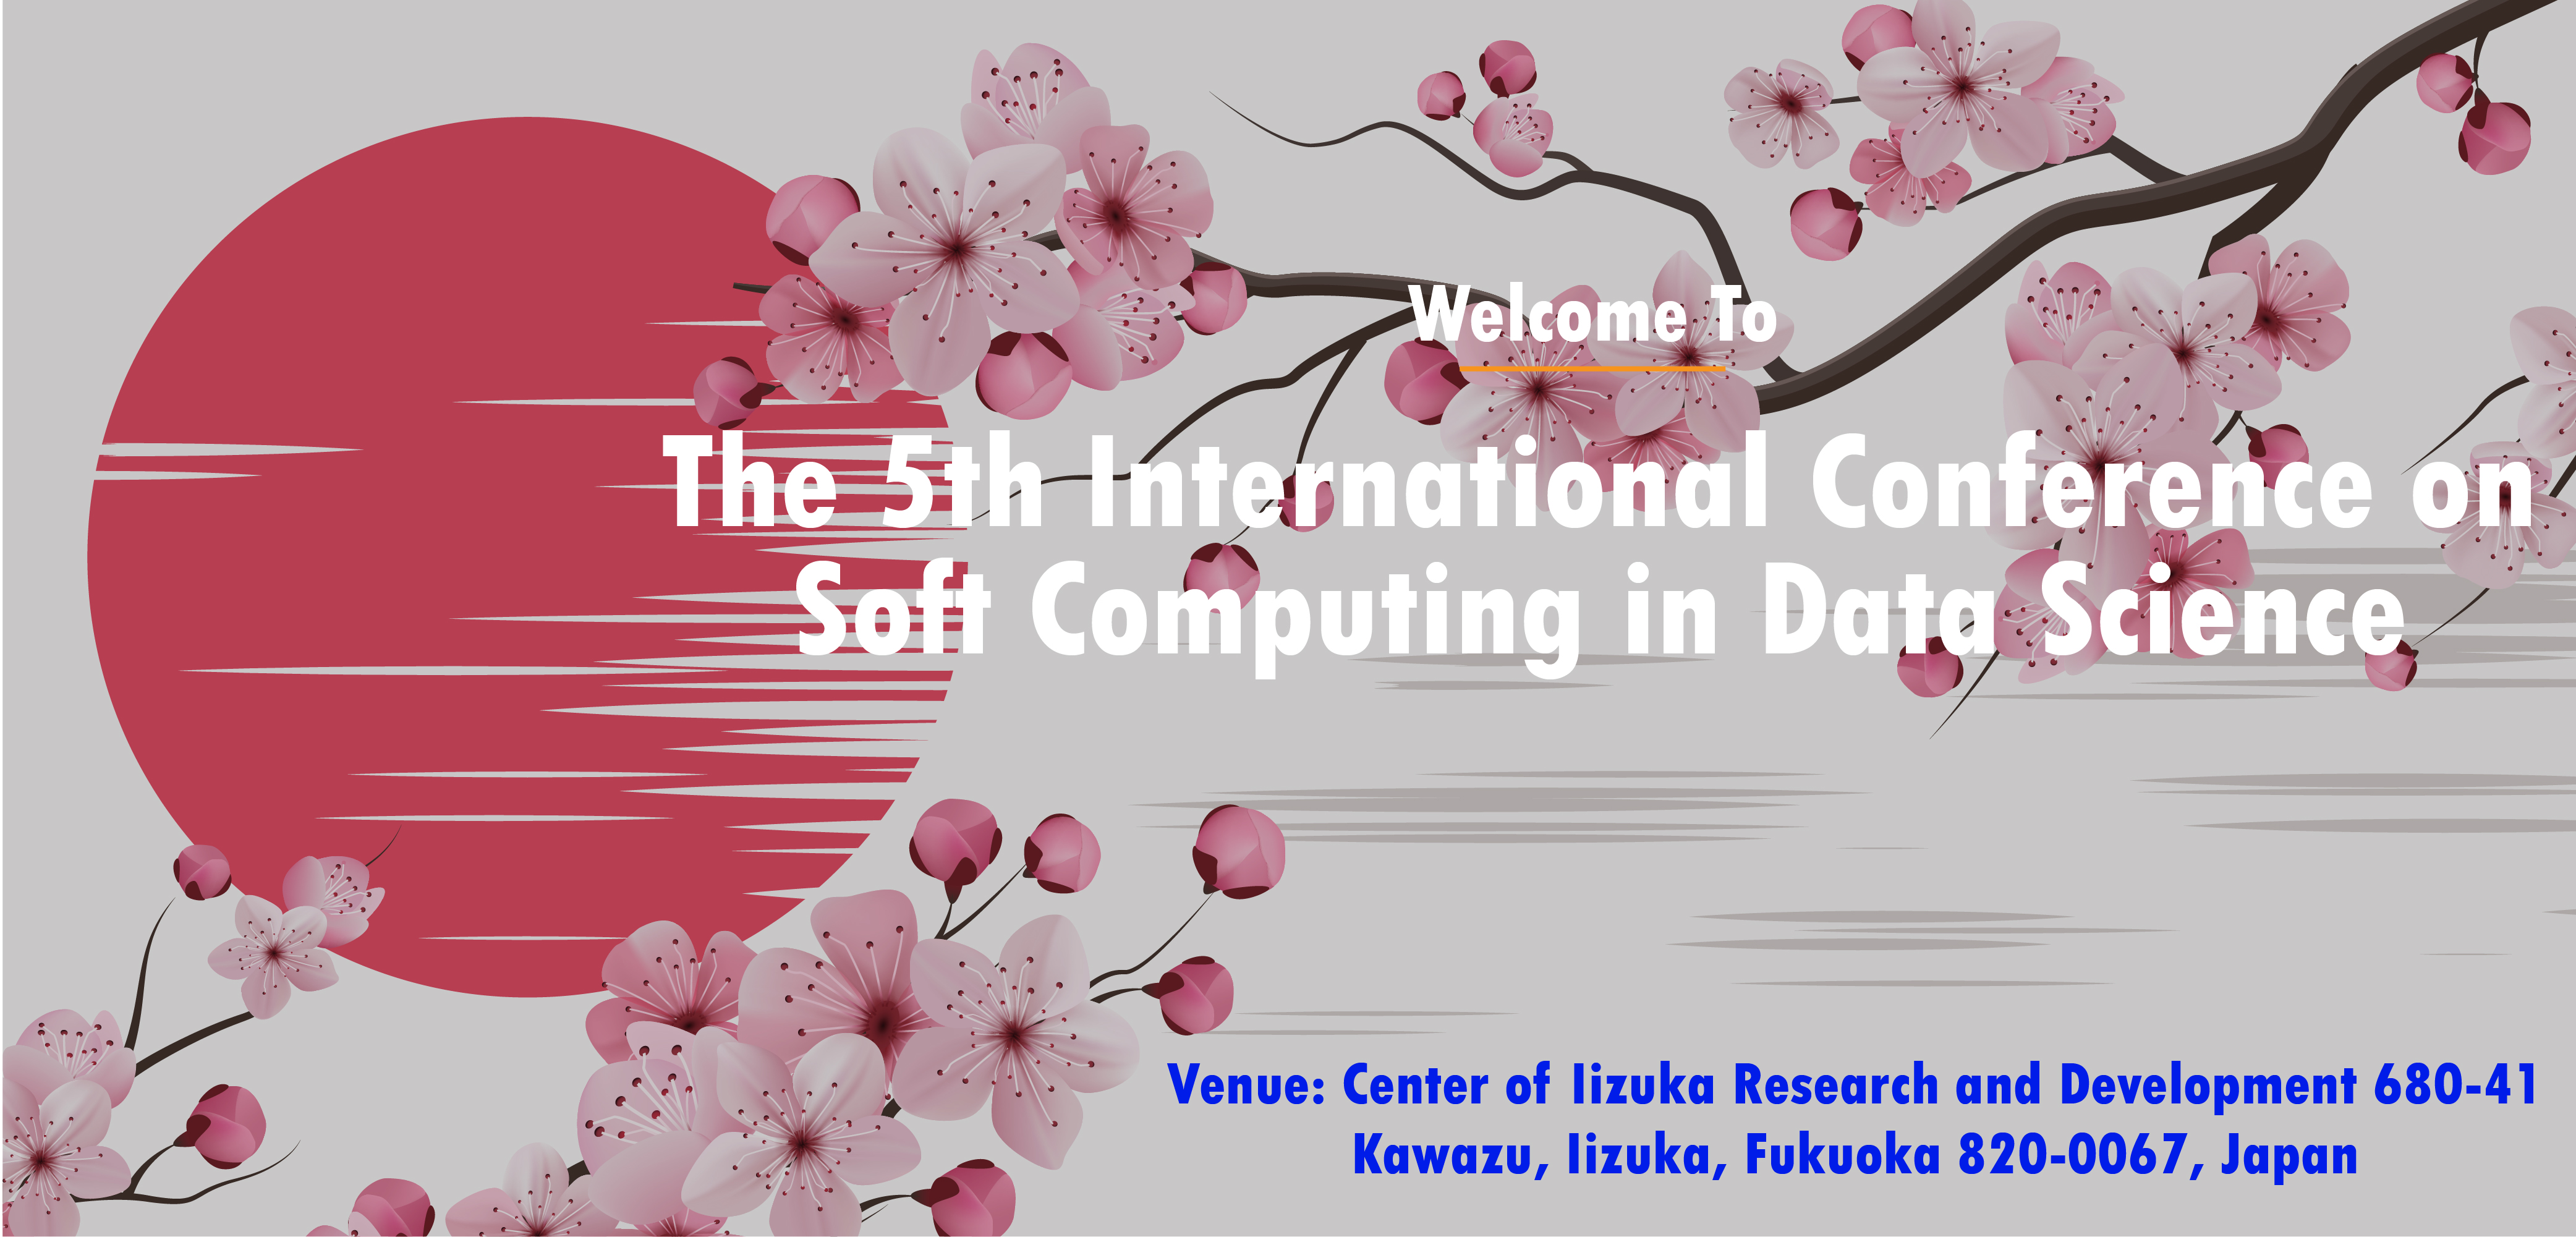 Welcome To
The 5th International Conference on
Soft Computing in Data Science
Venue: Center of Iizuka Research and Development 680-41
Kawazu, Iizuka, Fukuoka 820-0067, Japan